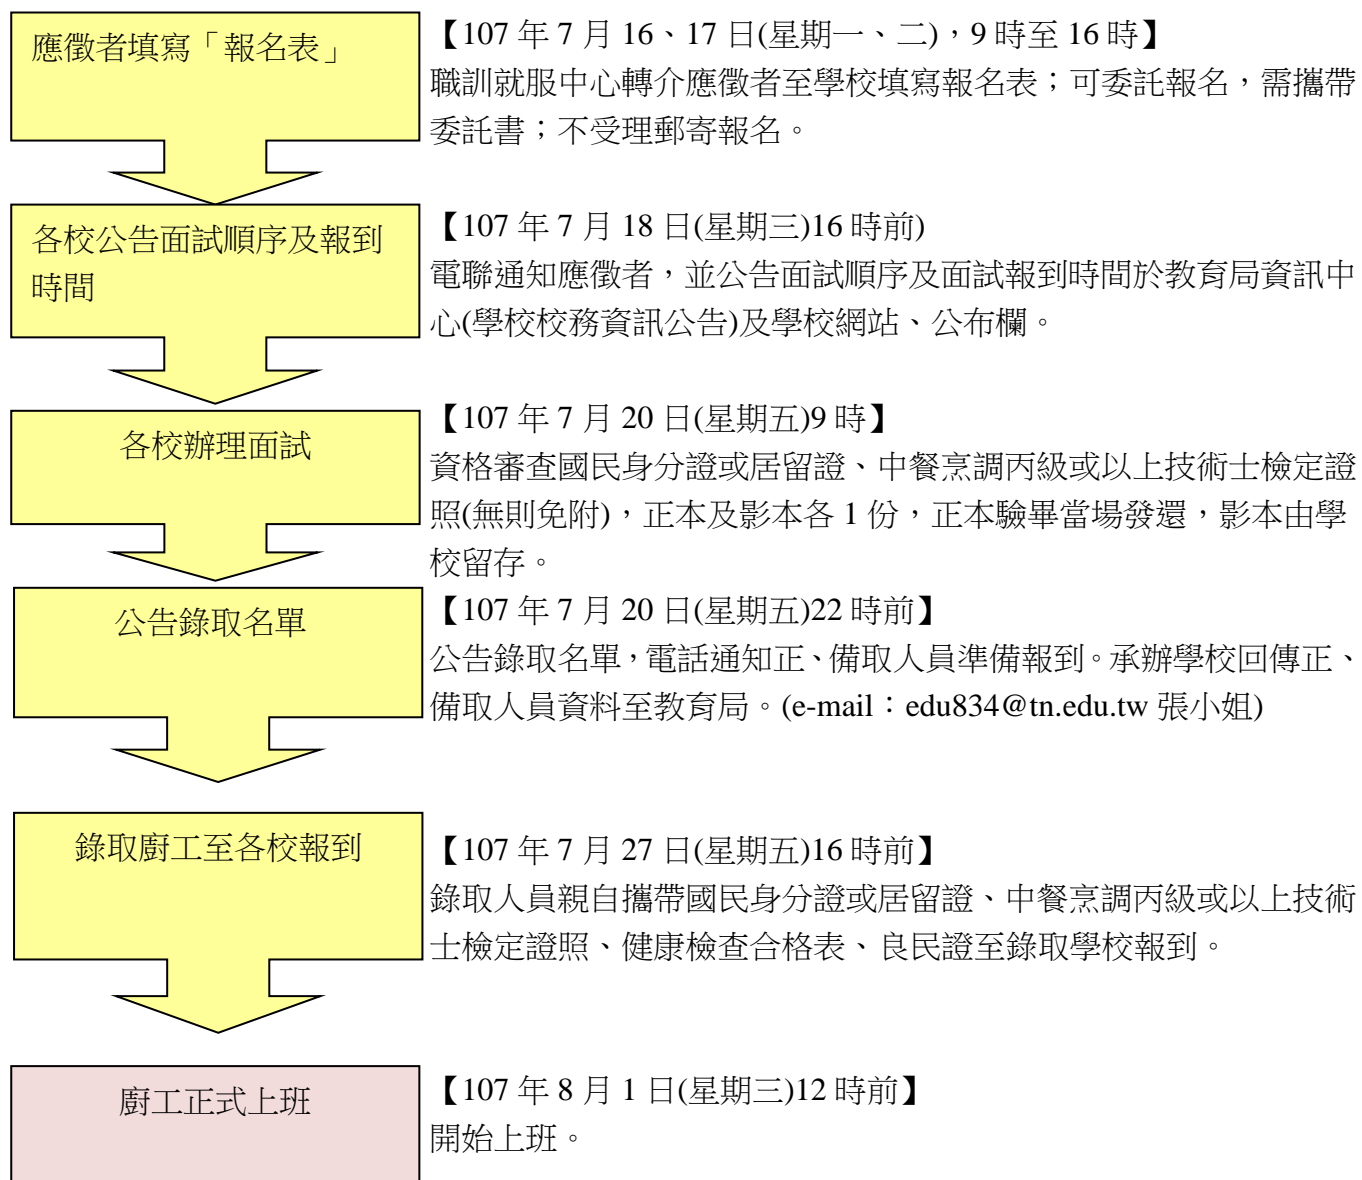 應徵者填寫「報名表」
【107 年 7 月 16、17 日(星期一、二)，9 時至 16 時】
職訓就服中心轉介應徵者至學校填寫報名表；可委託報名，需攜帶
委託書；不受理郵寄報名。
各校公告面試順序及報到
時間
【107 年 7 月 18 日(星期三)16 時前)
電聯通知應徵者，並公告面試順序及面試報到時間於教育局資訊中
心(學校校務資訊公告)及學校網站、公布欄。
各校辦理面試
【107 年 7 月 20 日(星期五)9 時】
資格審查國民身分證或居留證、中餐烹調丙級或以上技術士檢定證
照(無則免附)，正本及影本各 1 份，正本驗畢當場發還，影本由學
校留存。
公告錄取名單
【107 年 7 月 20 日(星期五)22 時前】
公告錄取名單，電話通知正、備取人員準備報到。承辦學校回傳正、
備取人員資料至教育局。(e-mail：edu834@tn.edu.tw 張小姐)
錄取廚工至各校報到
【107 年 7 月 27 日(星期五)16 時前】
錄取人員親自攜帶國民身分證或居留證、中餐烹調丙級或以上技術
士檢定證照、健康檢查合格表、良民證至錄取學校報到。
廚工正式上班
【107 年 8 月 1 日(星期三)12 時前】
開始上班。